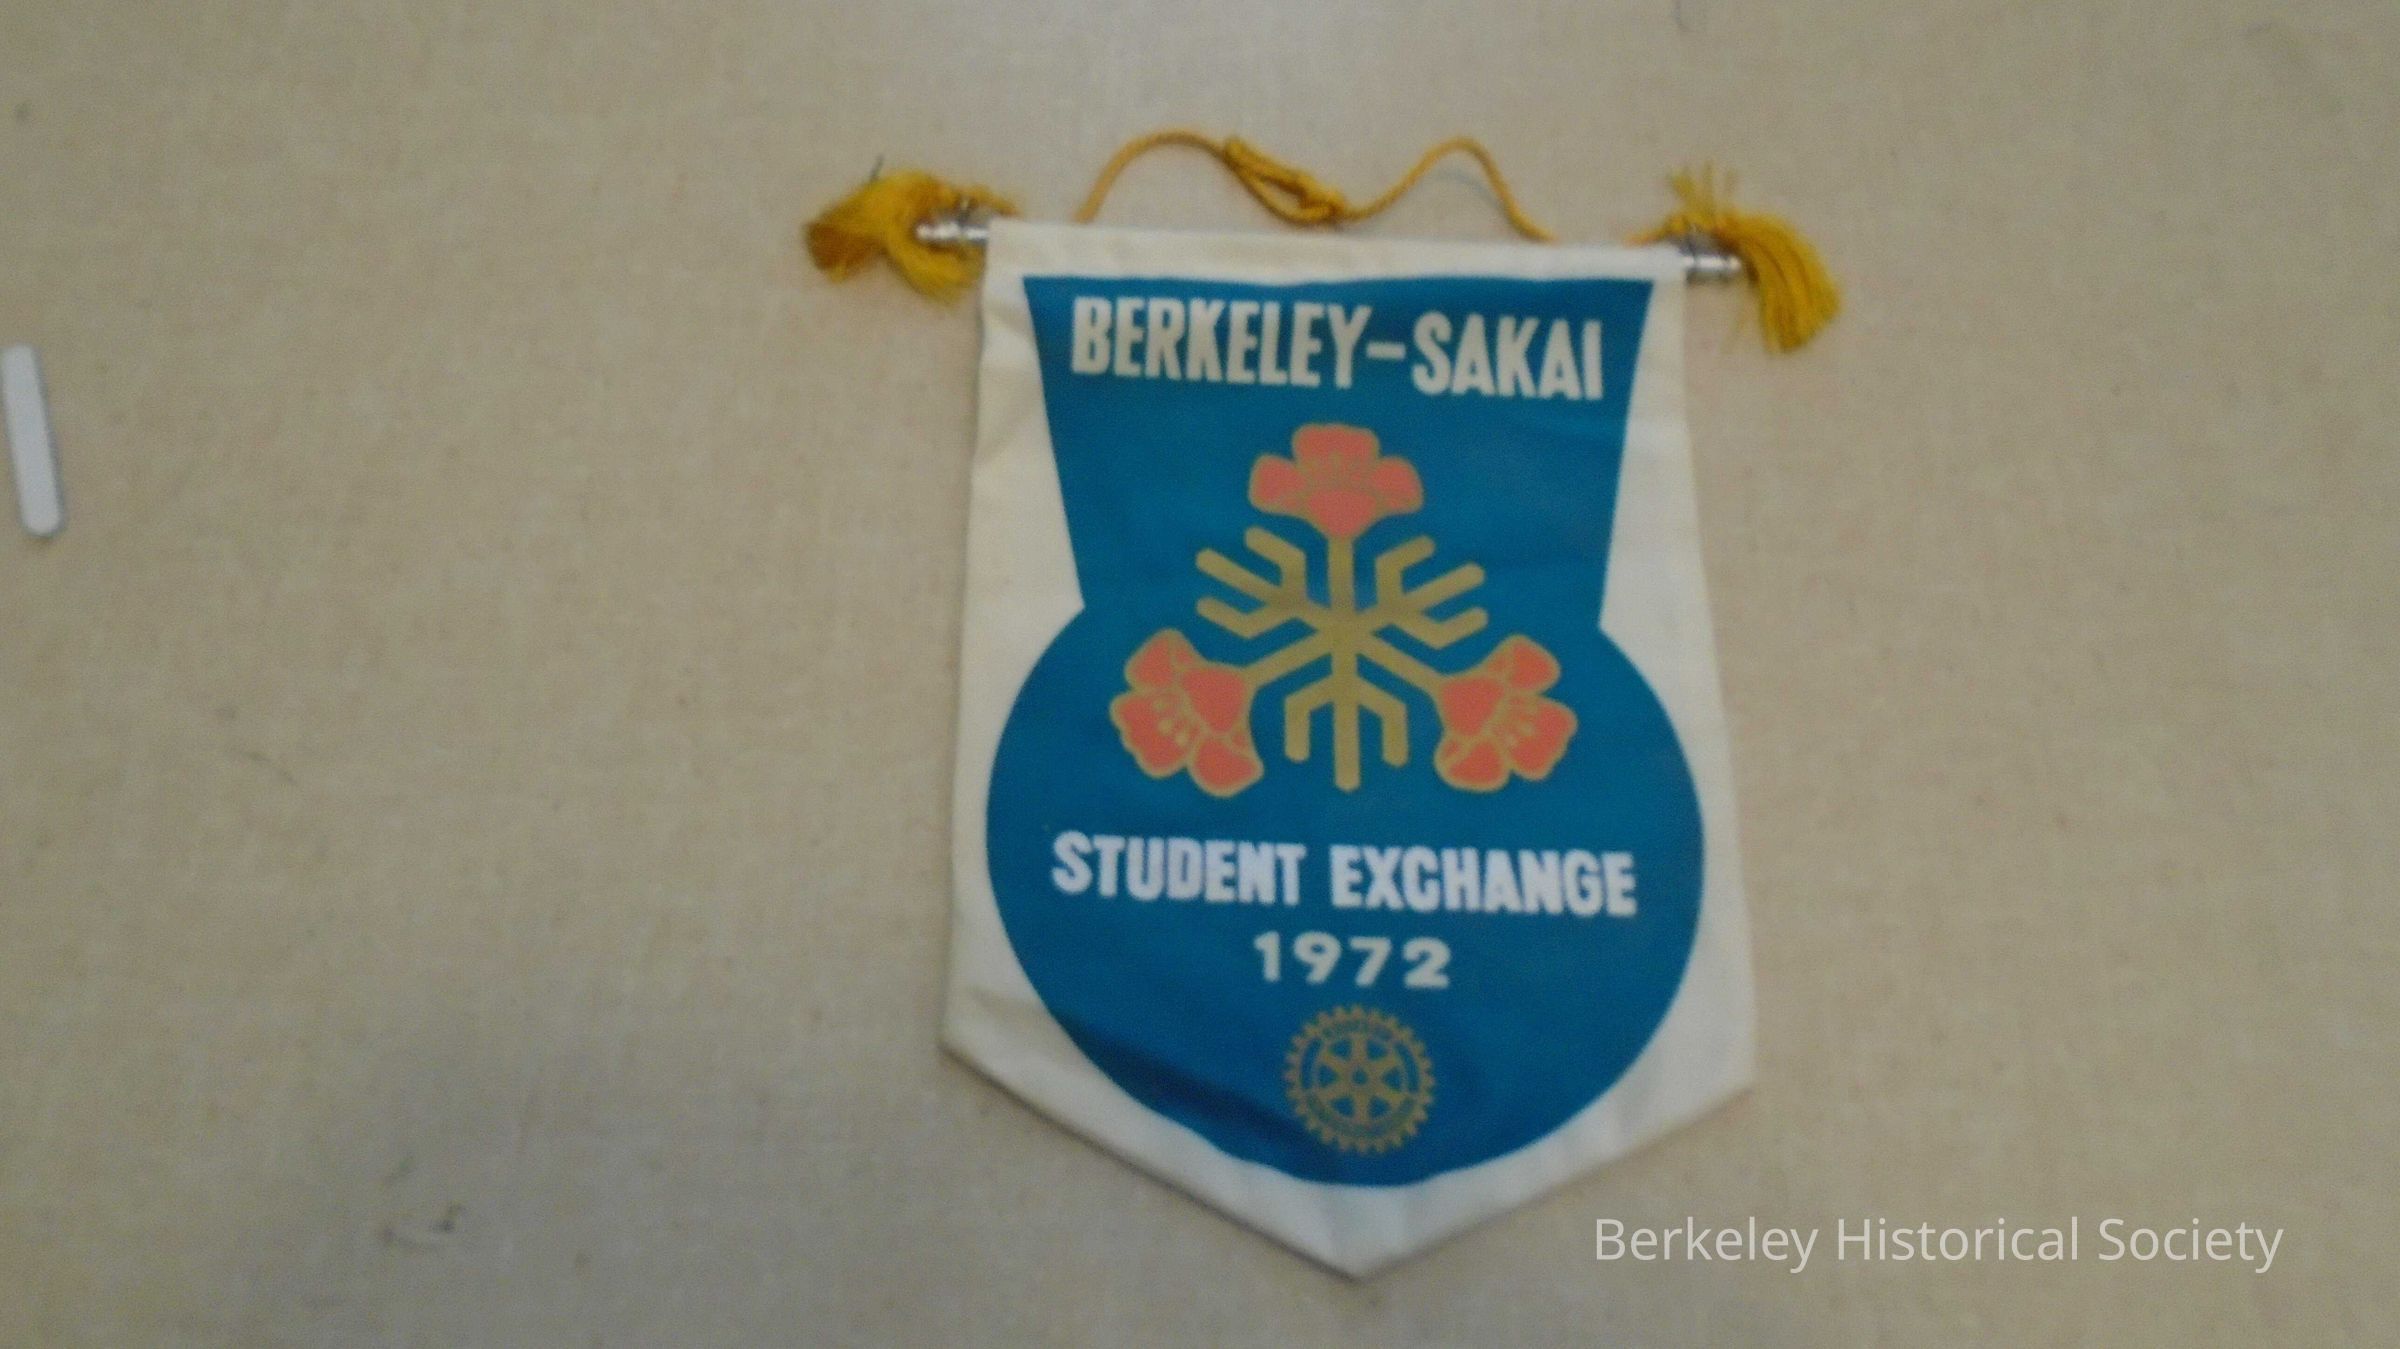 BERKELEY-SAKAI
STUDENT EXCHANGE
1972
Berkeley Historical Society